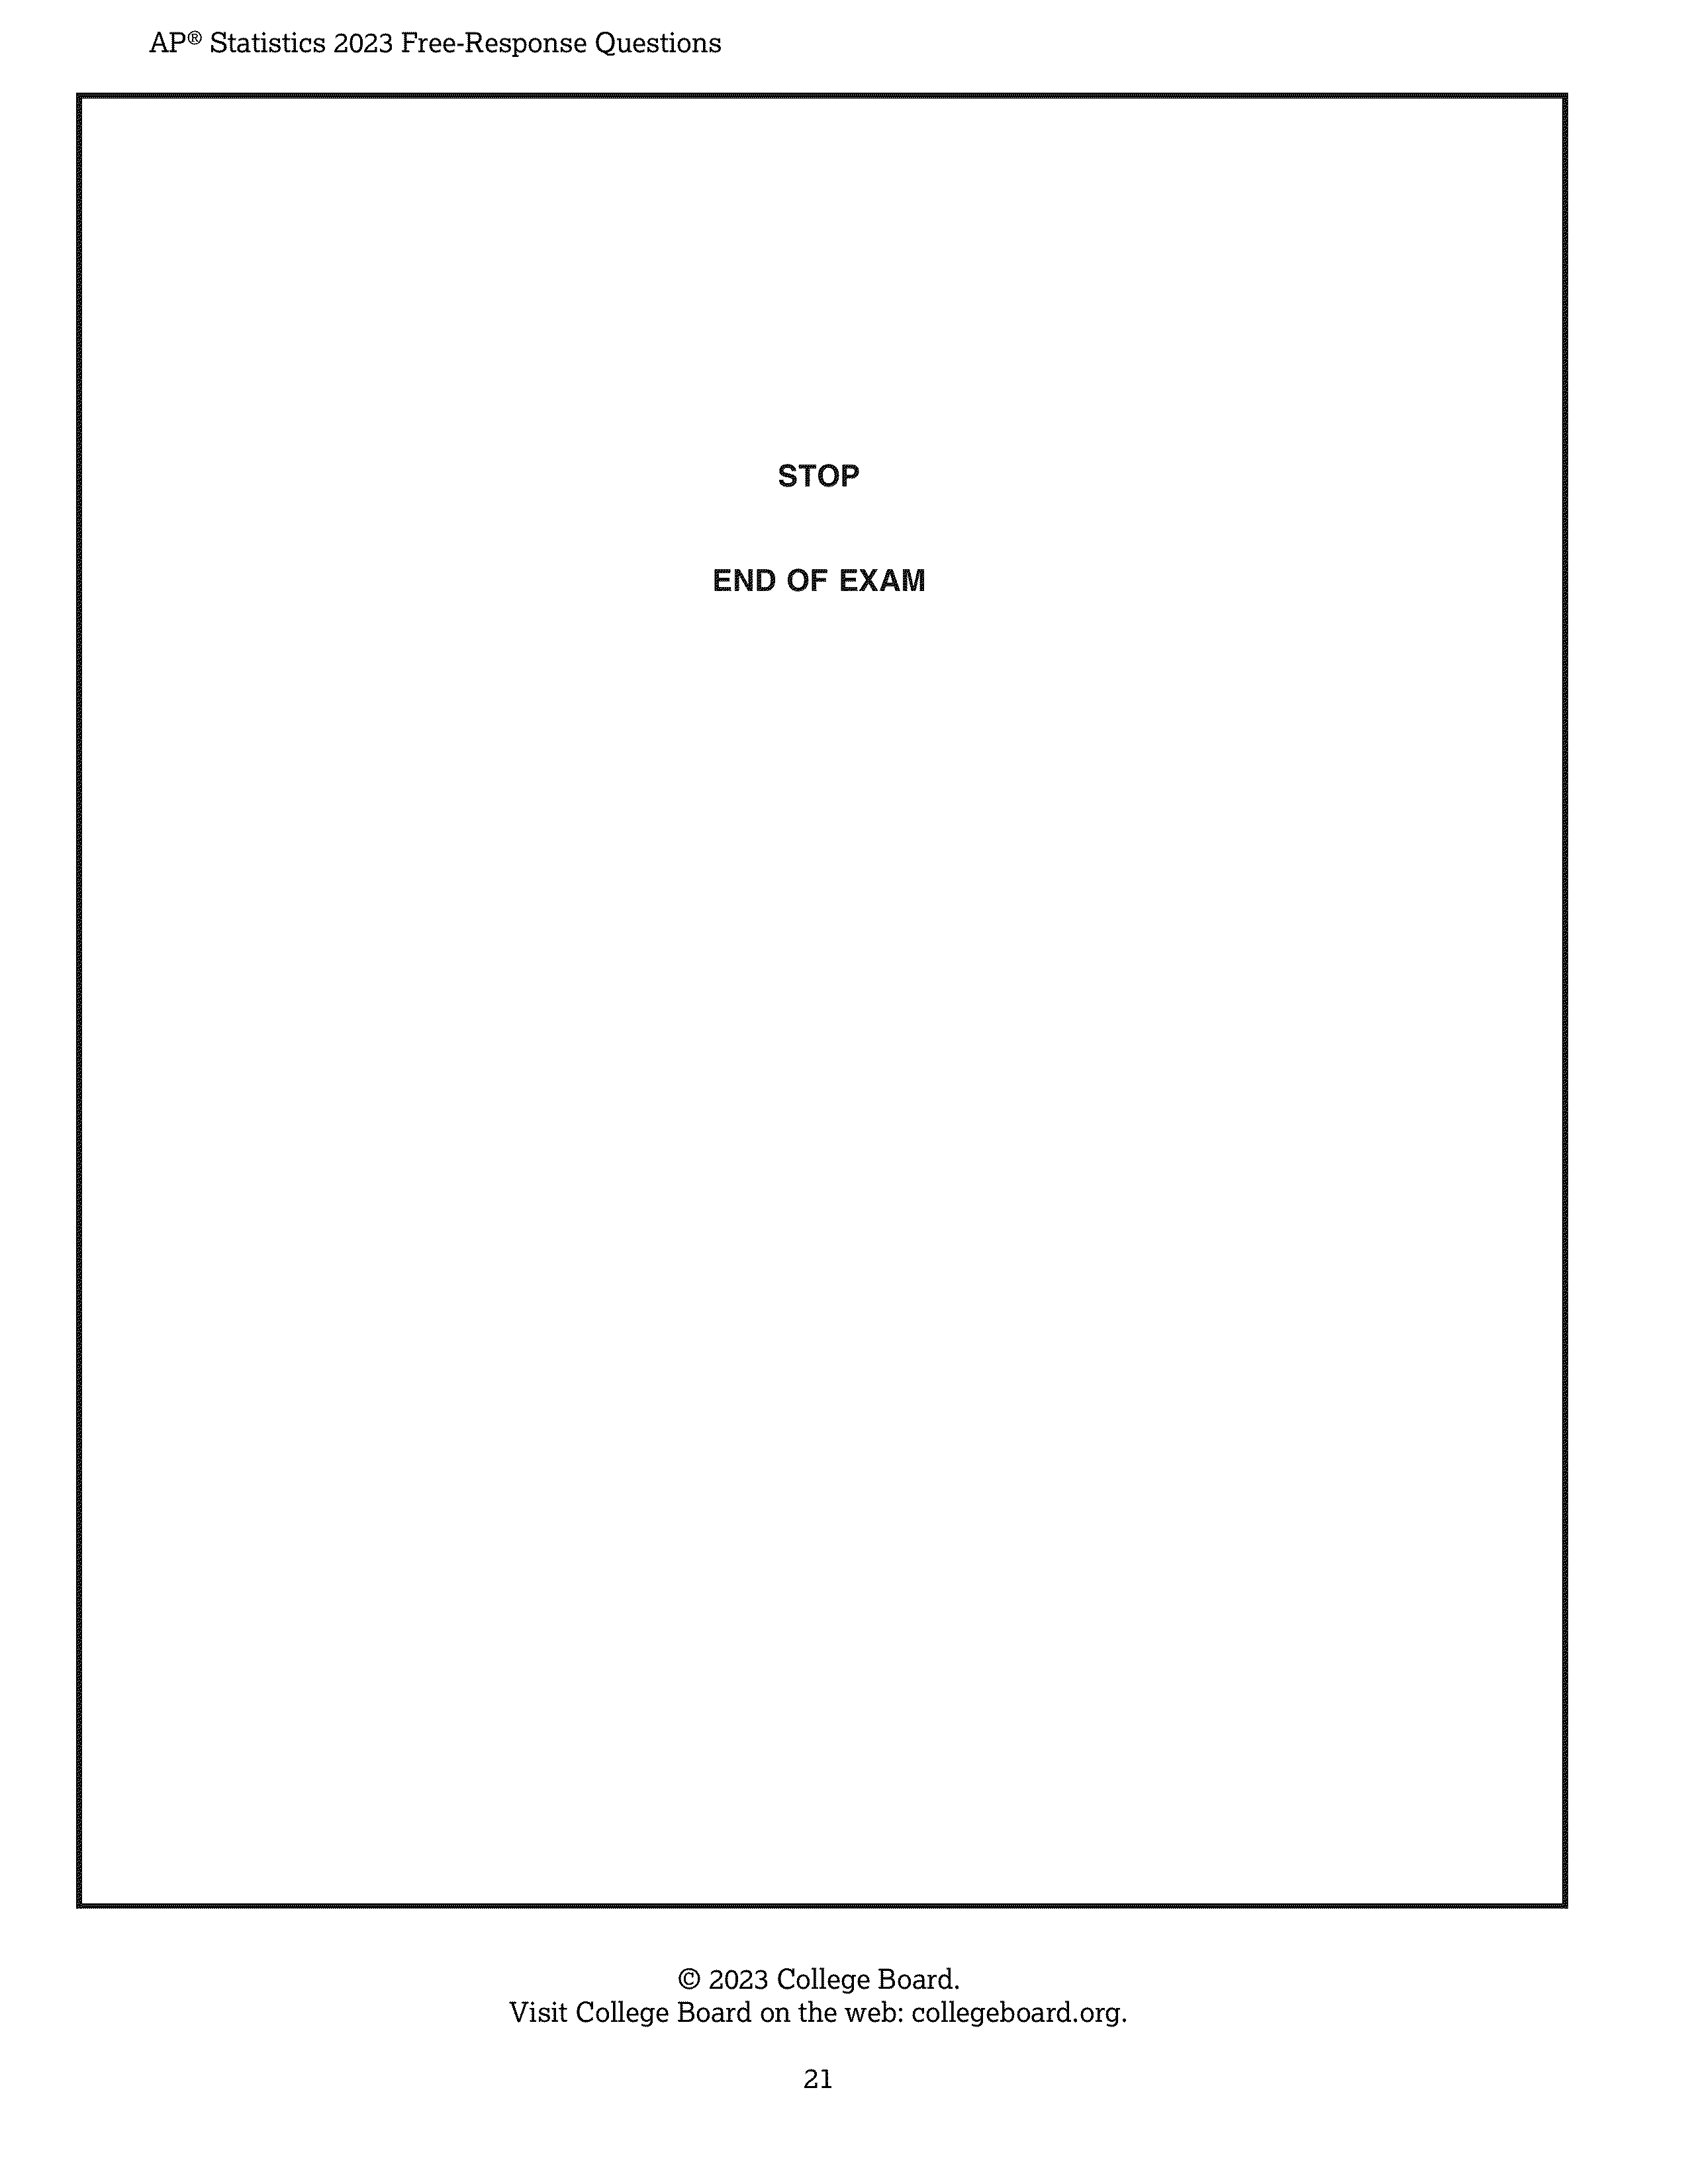 AP® Statistics 2023 Free-Response Questions
STOP
END OF EXAM
© 2023 College Board.
Visit College Board on the web: collegeboard.org.
21